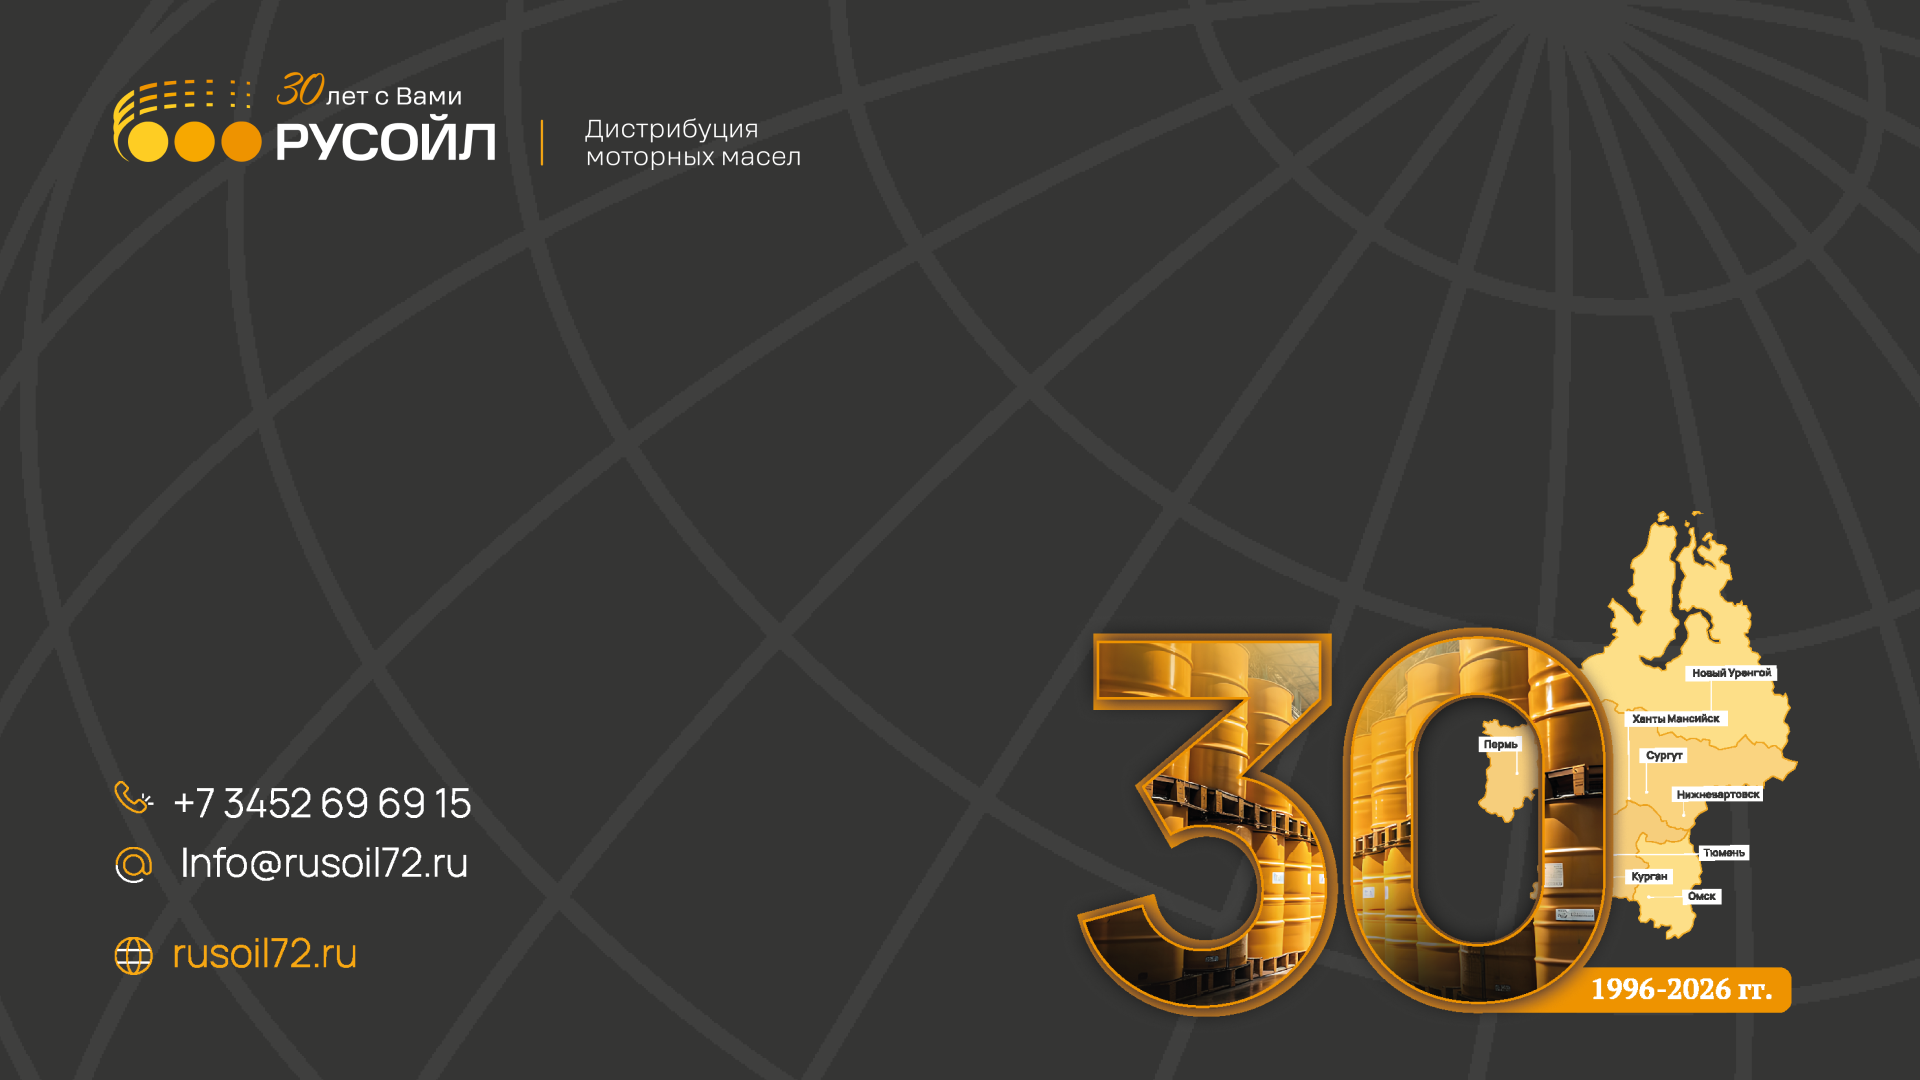 30 лет с Вами
РУСОЙЛ
Дистрибуция
моторных масел
Новый Уренгой
Ханты Мансийск
Пермь
Сургут
Нижневартовск
Тюмень
Курган
Омск
+7 3452 69 69 15
Info@rusoil72.ru
rusoil72.ru
30
1996-2026 гг.